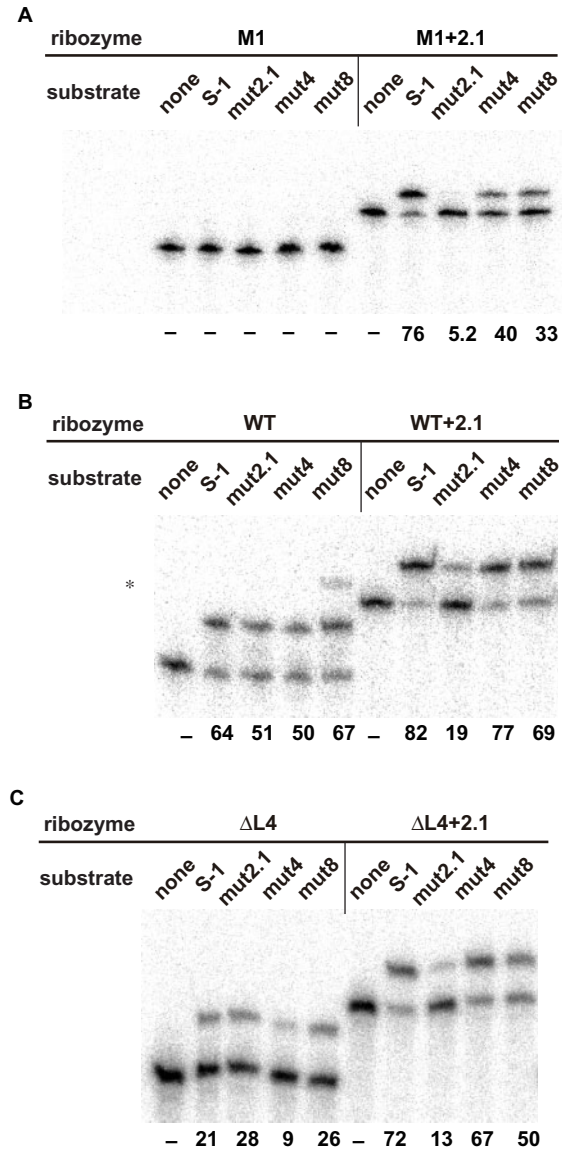 A
ribozyme M1 M1+2.1
substrate none S-1 mut2.1 mut4 mut8 none S-1 mut2.1 mut4 mut8
– – – – – – 76 5.2 40 33
B
ribozyme WT WT+2.1
substrate none S-1 mut2.1 mut4 mut8 none S-1 mut2.1 mut4 mut8
*
– 64 51 50 67 – 82 19 77 69
C
ribozyme ΔL4 ΔL4+2.1
substrate none S-1 mut2.1 mut4 mut8 none S-1 mut2.1 mut4 mut8
– 21 28 9 26 – 72 13 67 50